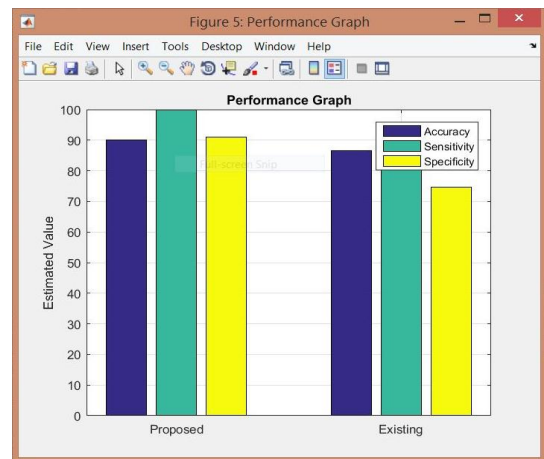 Figure 5: Performance Graph
File Edit View Insert Tools Desktop Window Help
Performance Graph
100
90
80
70
60
50
40
30
20
10
0
Estimated Value
Accuracy
Sensitivity
Specificity
Full-screen Snip
Proposed
Existing